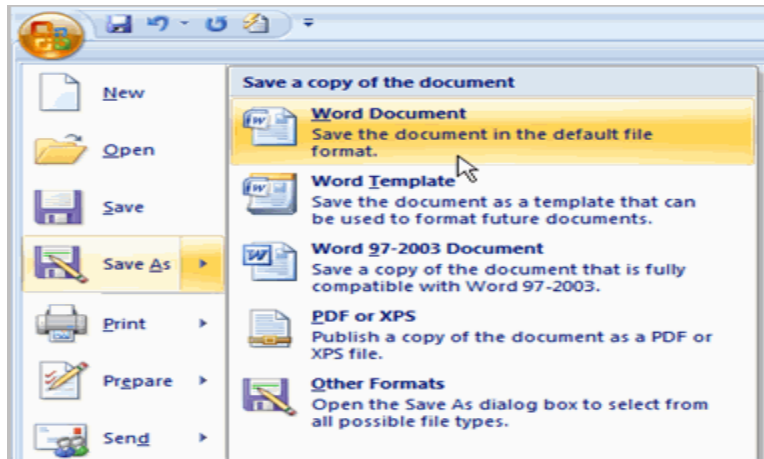 New
Open
Save
Save As
Print
Prepare
Send
Save a copy of the document
Word Document
Save the document in the default file
format.
Word Template
Save the document as a template that can
be used to format future documents.
Word 97-2003 Document
Save a copy of the document that is fully
compatible with Word 97-2003.
PDF or XPS
Publish a copy of the document as a PDF or
XPS file.
Other Formats
Open the Save As dialog box to select from
all possible file types.